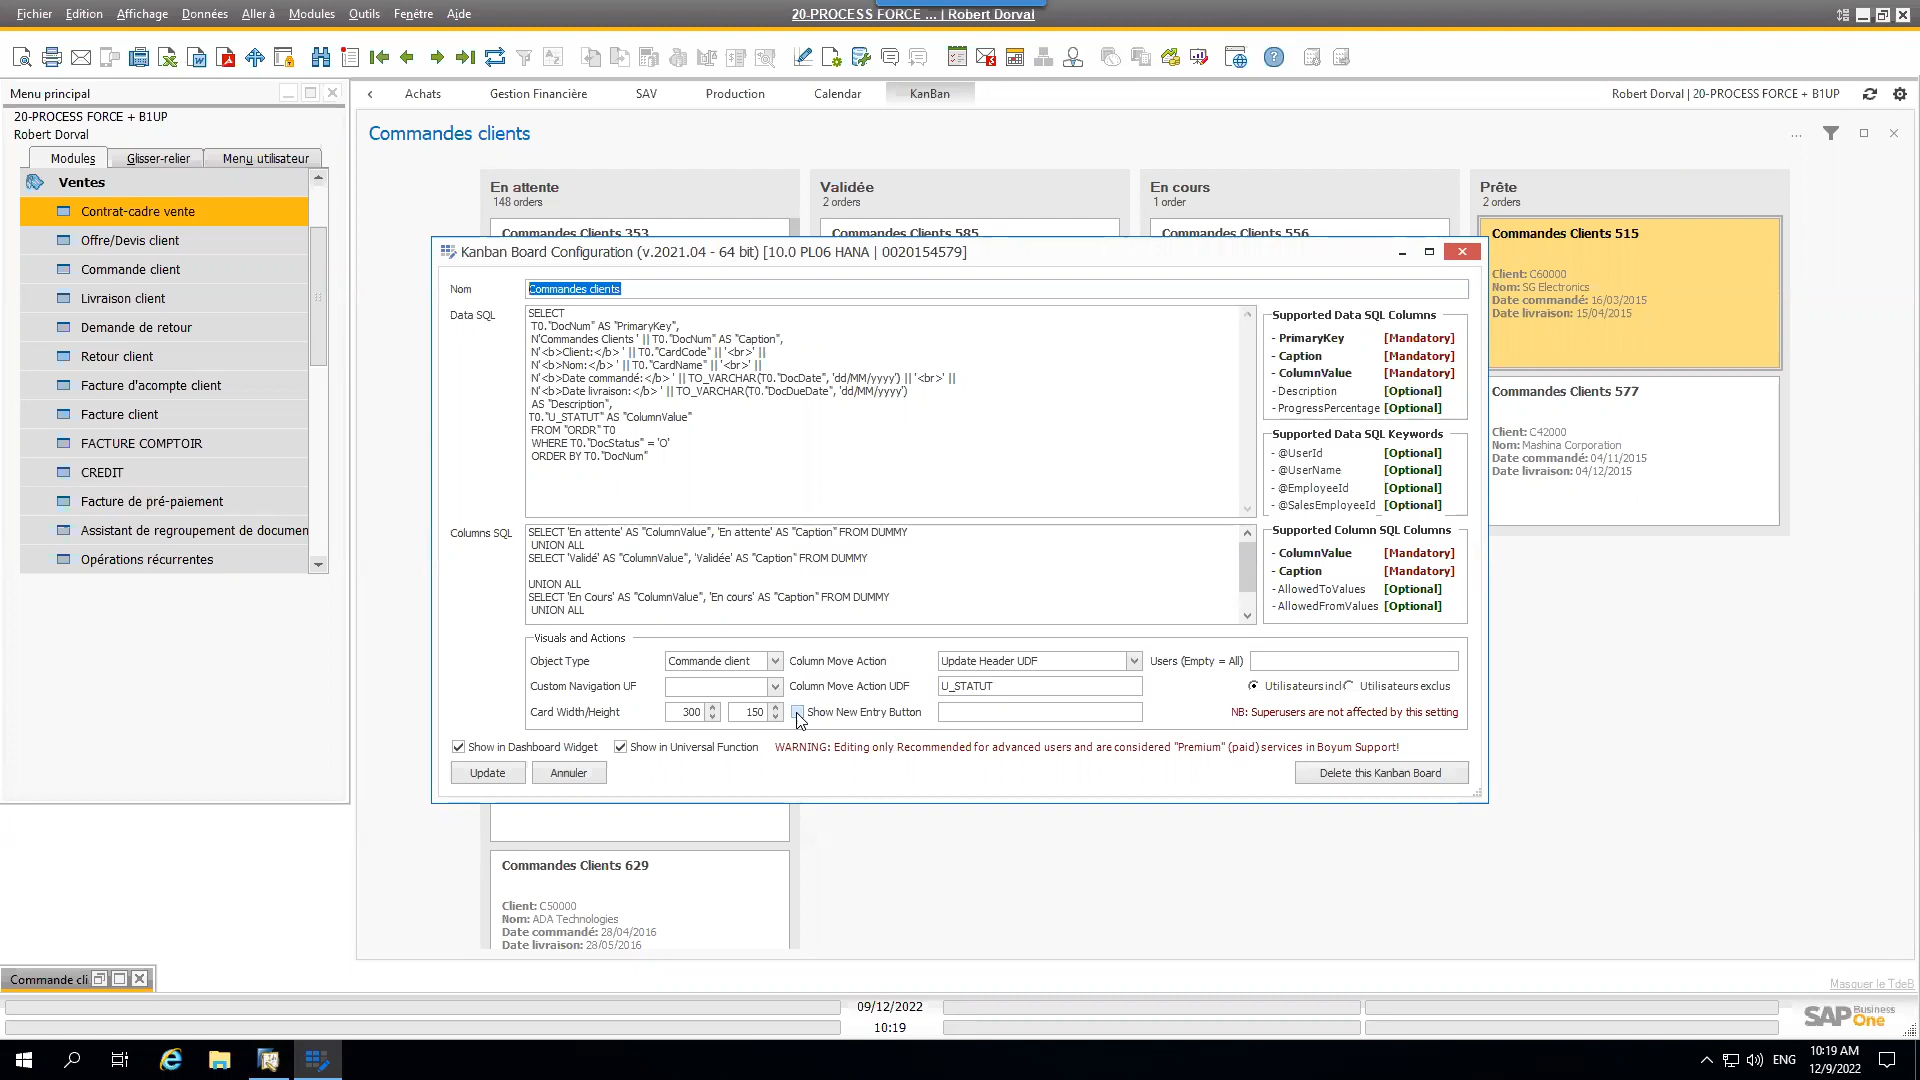 Fichier Edition Affichage Données Aller à Modules Outils Fenêtre Aide
20-PROCESS FORCE ... | Robert Dorval
Menu principal
20-PROCESS FORCE + B1UP
Robert Dorval
Modules Glisser-relier Menu utilisateur
Ventes
Contrat-cadre vente
Offre/Devis client
Commande client
Livraison client
Demande de retour
Retour client
Facture d'acompte client
Facture client
FACTURE COMPTOIR
CREDIT
Facture de pré-paiement
Assistant de regroupement de documen
Opérations récurrentes
Achats Gestion Financière SAV Production Calendar KanBan
Robert Dorval | 20-PROCESS FORCE + B1UP
Commandes clients
En attente
148 orders
Commandes Clients 353
Validée
2 orders
Commandes Clients 585
En cours
1 order
Commandes Clients 556
Prête
2 orders
Commandes Clients 515
Client: C60000
Nom: SG Electronics
Date commandé: 16/03/2015
Date livraison: 15/04/2015
Commandes Clients 577
Client: C42000
Nom: Mashina Corporation
Date commandé: 04/11/2015
Date livraison: 04/12/2015
Kanban Board Configuration (v.2021.04 - 64 bit) [10.0 PL06 HANA | 0020154579]
Nom Commandes clients
Data SQL
SELECT
T0."DocNum" AS "PrimaryKey",
N'Commandes Clients ' || T0."DocNum" AS "Caption",
N'<b>Client:</b> ' || T0."CardCode" || '<br>' ||
N'<b>Nom:</b> ' || T0."CardName" || '<br>' ||
N'<b>Date commandé:</b> ' || TO_VARCHAR(T0."DocDate", 'dd/MM/yyyy') || '<br>' ||
N'<b>Date livraison:</b> ' || TO_VARCHAR(T0."DocDueDate", 'dd/MM/yyyy')
AS "Description",
T0."U_STATUT" AS "ColumnValue"
FROM "ORDR" T0
WHERE T0."DocStatus" = 'O'
ORDER BY T0."DocNum"
Supported Data SQL Columns
- PrimaryKey [Mandatory]
- Caption [Mandatory]
- ColumnValue [Mandatory]
- Description [Optional]
- ProgressPercentage [Optional]
Supported Data SQL Keywords
- @UserId [Optional]
- @UserName [Optional]
- @EmployeeId [Optional]
- @SalesEmployeeId [Optional]
Columns SQL
SELECT 'En attente' AS "ColumnValue", 'En attente' AS "Caption" FROM DUMMY
UNION ALL
SELECT 'Validé' AS "ColumnValue", 'Validée' AS "Caption" FROM DUMMY
UNION ALL
SELECT 'En Cours' AS "ColumnValue", 'En cours' AS "Caption" FROM DUMMY
UNION ALL
Supported Column SQL Columns
- ColumnValue [Mandatory]
- Caption [Mandatory]
- AllowedToValues [Optional]
- AllowedFromValues [Optional]
Visuals and Actions
Object Type Commande client Column Move Action Update Header UDF Users (Empty = All)
Custom Navigation UF Column Move Action UDF U_STATUT Utilisateurs incl Utilisateurs exclus
Card Width/Height 300 150 Show New Entry Button NB: Superusers are not affected by this setting
Show in Dashboard Widget Show in Universal Function WARNING: Editing only Recommended for advanced users and are considered "Premium" (paid) services in Boyum Support!
Update Annuler Delete this Kanban Board
Commandes Clients 629
Client: C50000
Nom: ADA Technologies
Date commandé: 28/04/2016
Date livraison: 28/05/2016
Commande cli
Masquer le TdeB
09/12/2022
10:19
SAP Business One
ENG
10:19 AM
12/9/2022